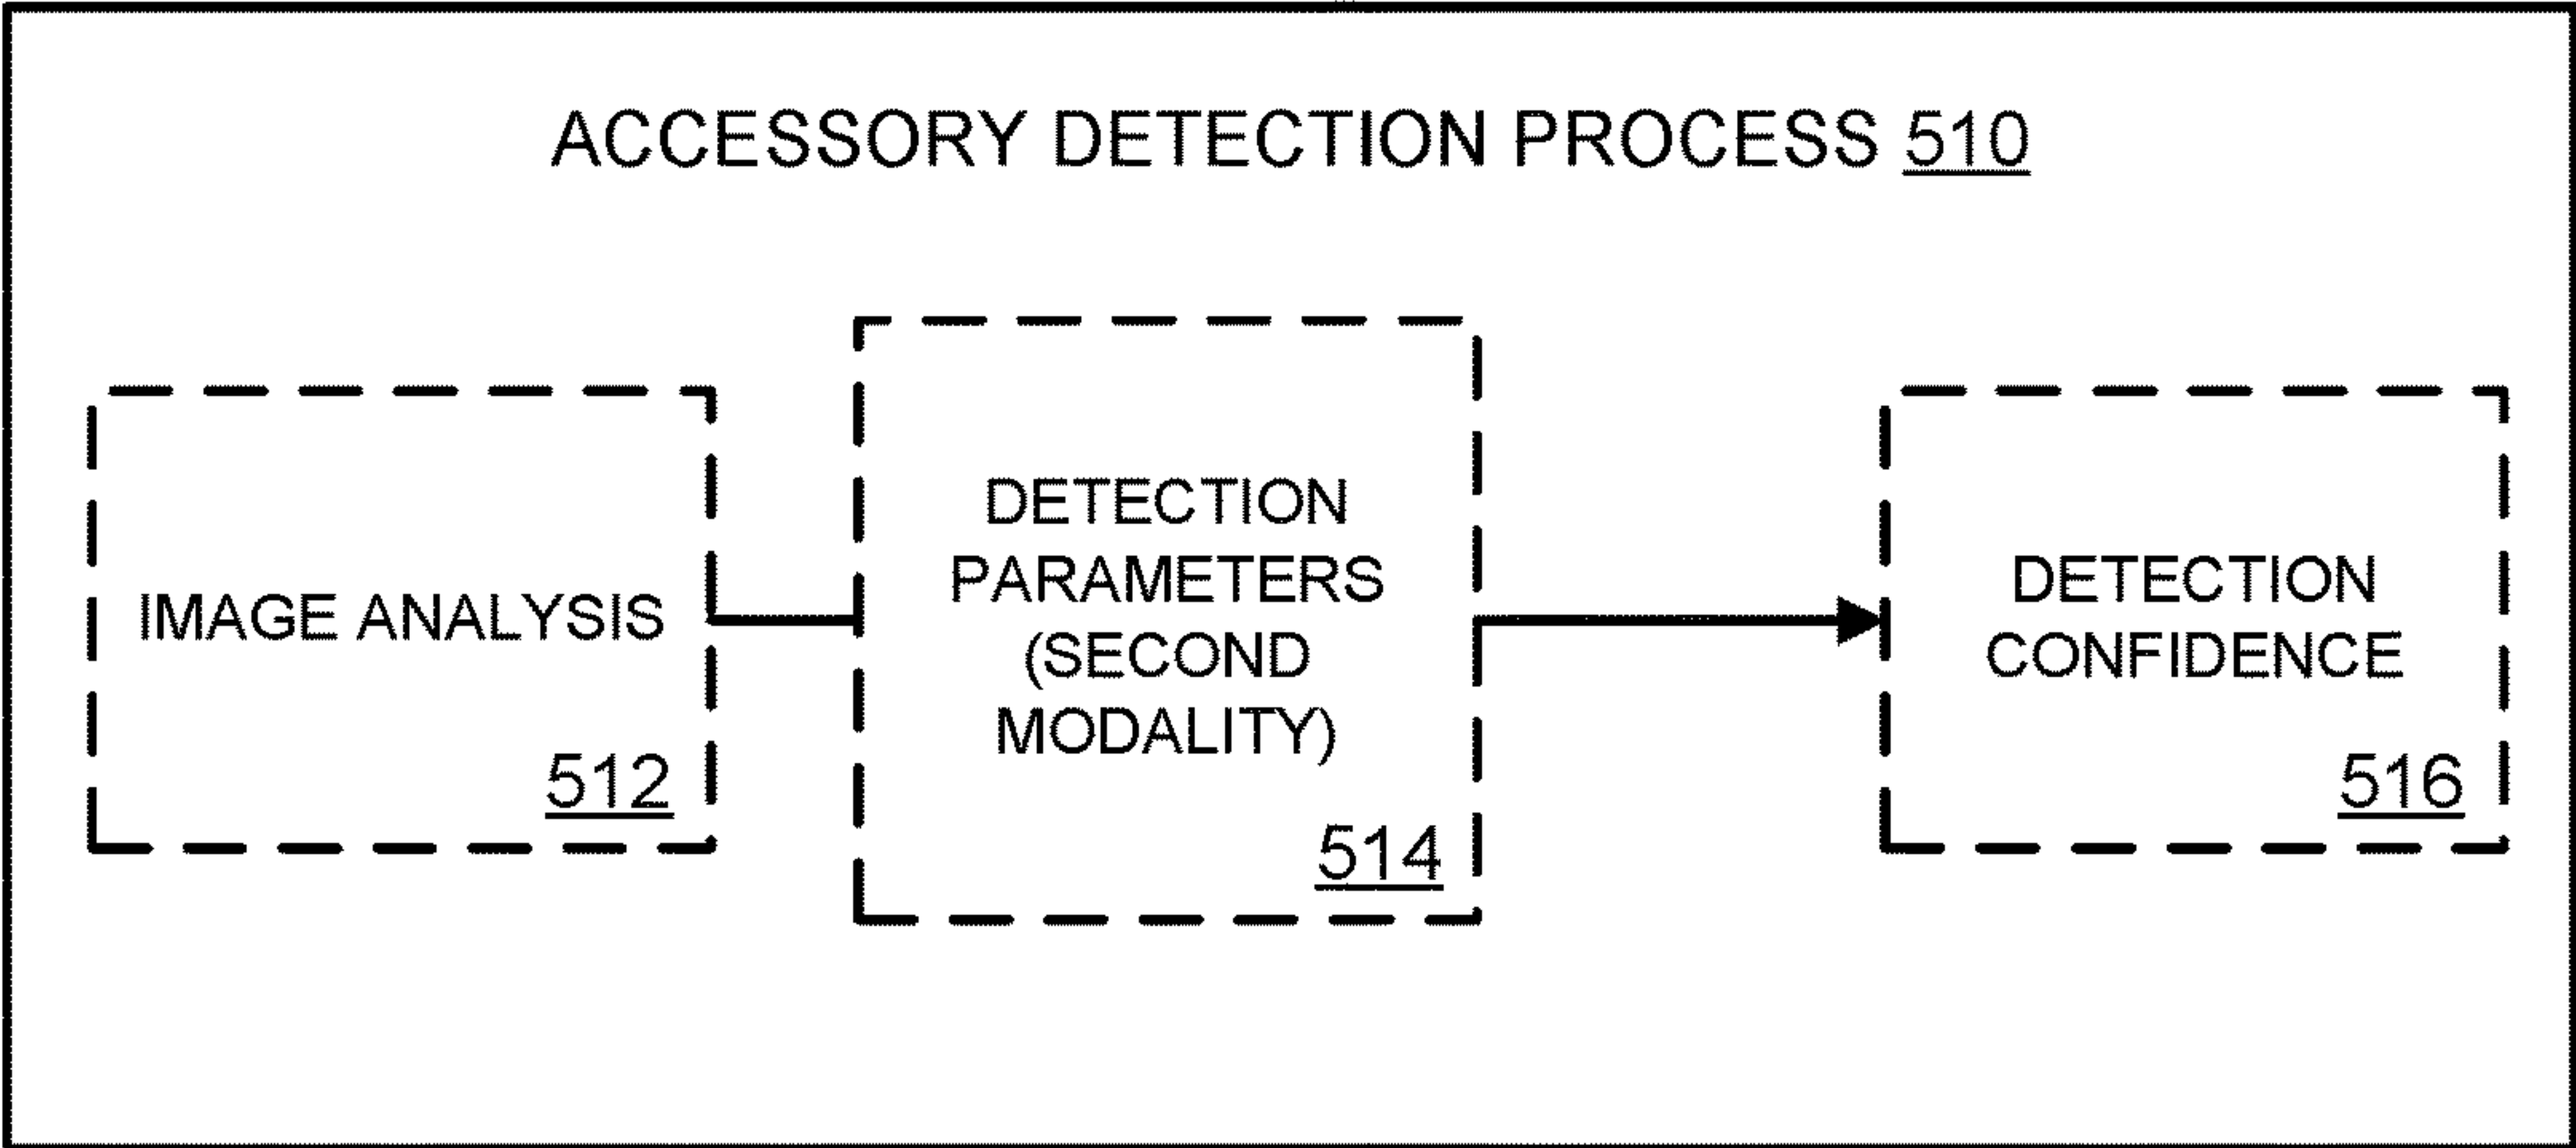 ACCESSORY DETECTION PROCESS 510
IMAGE ANALYSIS
512
DETECTION
PARAMETERS
(SECOND
MODALITY)
514
DETECTION
CONFIDENCE
516